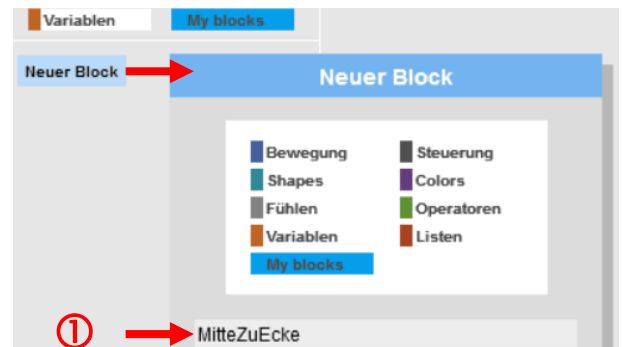 Variablen My blocks
Neuer Block Neuer Block
Bewegung Steuerung
Shapes Colors
Fühlen Operatoren
Variablen Listen
My blocks
① MitteZuEcke